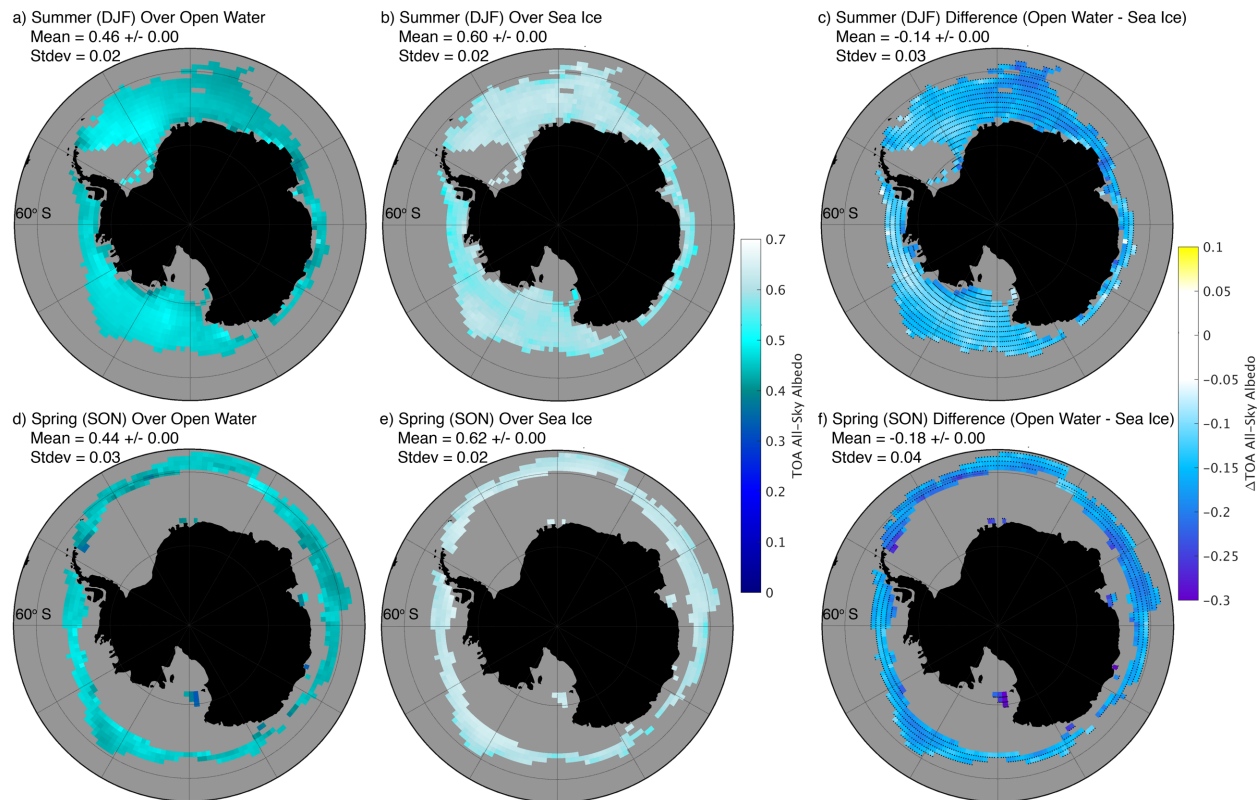 a) Summer (DJF) Over Open Water
Mean = 0.46 +/- 0.00
Stdev = 0.02
60° S
b) Summer (DJF) Over Sea Ice
Mean = 0.60 +/- 0.00
Stdev = 0.02
60° S
c) Summer (DJF) Difference (Open Water - Sea Ice)
Mean = -0.14 +/- 0.00
Stdev = 0.03
60° S
d) Spring (SON) Over Open Water
Mean = 0.44 +/- 0.00
Stdev = 0.03
60° S
e) Spring (SON) Over Sea Ice
Mean = 0.62 +/- 0.00
Stdev = 0.02
60° S
0.7
0.6
0.5
0.4
0.3
0.2
0.1
0
TOA All-Sky Albedo
f) Spring (SON) Difference (Open Water - Sea Ice)
Mean = -0.18 +/- 0.00
Stdev = 0.04
60° S
0.1
0.05
0
-0.05
-0.1
-0.15
-0.2
-0.25
-0.3
△TOA All-Sky Albedo